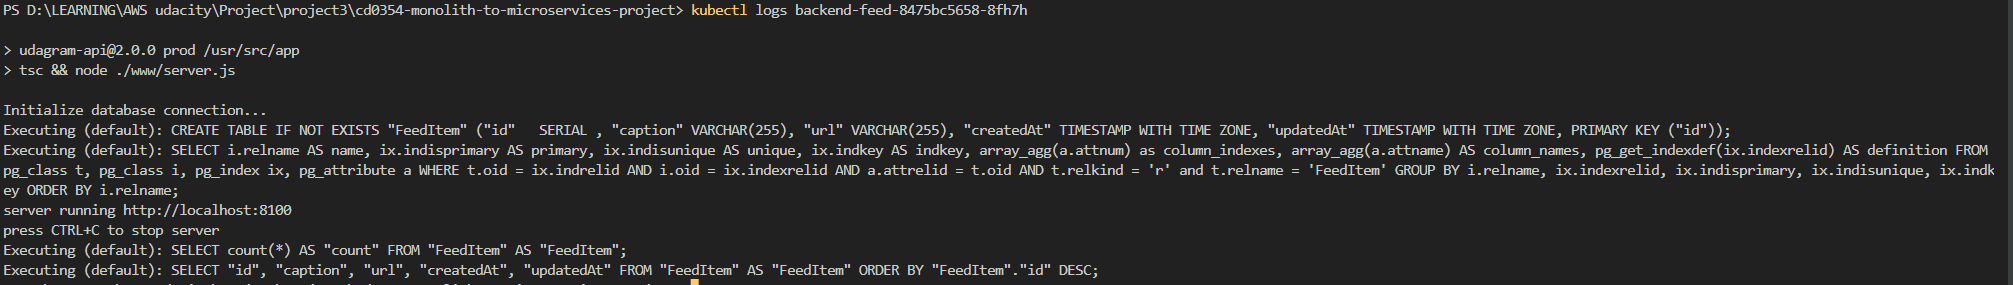 PS D:\LEARNING\AWS udacity\Project\project3\cd0354-monolith-to-microservices-project> kubectl logs backend-feed-8475bc5658-8fh7h
> udagram-api@2.0.0 prod /usr/src/app
> tsc && node ./www/server.js
Initialize database connection...
Executing (default): CREATE TABLE IF NOT EXISTS "FeedItem" ("id"   SERIAL , "caption" VARCHAR(255), "url" VARCHAR(255), "createdAt" TIMESTAMP WITH TIME ZONE, "updatedAt" TIMESTAMP WITH TIME ZONE, PRIMARY KEY ("id"));
Executing (default): SELECT i.relname AS name, ix.indisprimary AS primary, ix.indisunique AS unique, ix.indkey AS indkey, array_agg(a.attnum) as column_indexes, array_agg(a.attname) AS column_names, pg_get_indexdef(ix.indexrelid) AS definition FROM
pg_class t, pg_class i, pg_index ix, pg_attribute a WHERE t.oid = ix.indrelid AND i.oid = ix.indexrelid AND a.attrelid = t.oid AND t.relkind = 'r' and t.relname = 'FeedItem' GROUP BY i.relname, ix.indexrelid, ix.indisprimary, ix.indisunique, ix.indk
ey ORDER BY i.relname;
server running http://localhost:8100
press CTRL+C to stop server
Executing (default): SELECT count(*) AS "count" FROM "FeedItem" AS "FeedItem";
Executing (default): SELECT "id", "caption", "url", "createdAt", "updatedAt" FROM "FeedItem" AS "FeedItem" ORDER BY "FeedItem"."id" DESC;